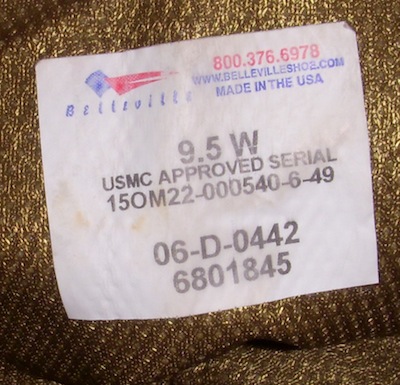 800.376.6978
WWW.BELLEVILLESHOE.COM
MADE IN THE USA
Belleville
9.5 W
USMC APPROVED SERIAL
15OM22-000540-6-49
06-D-0442
6801845